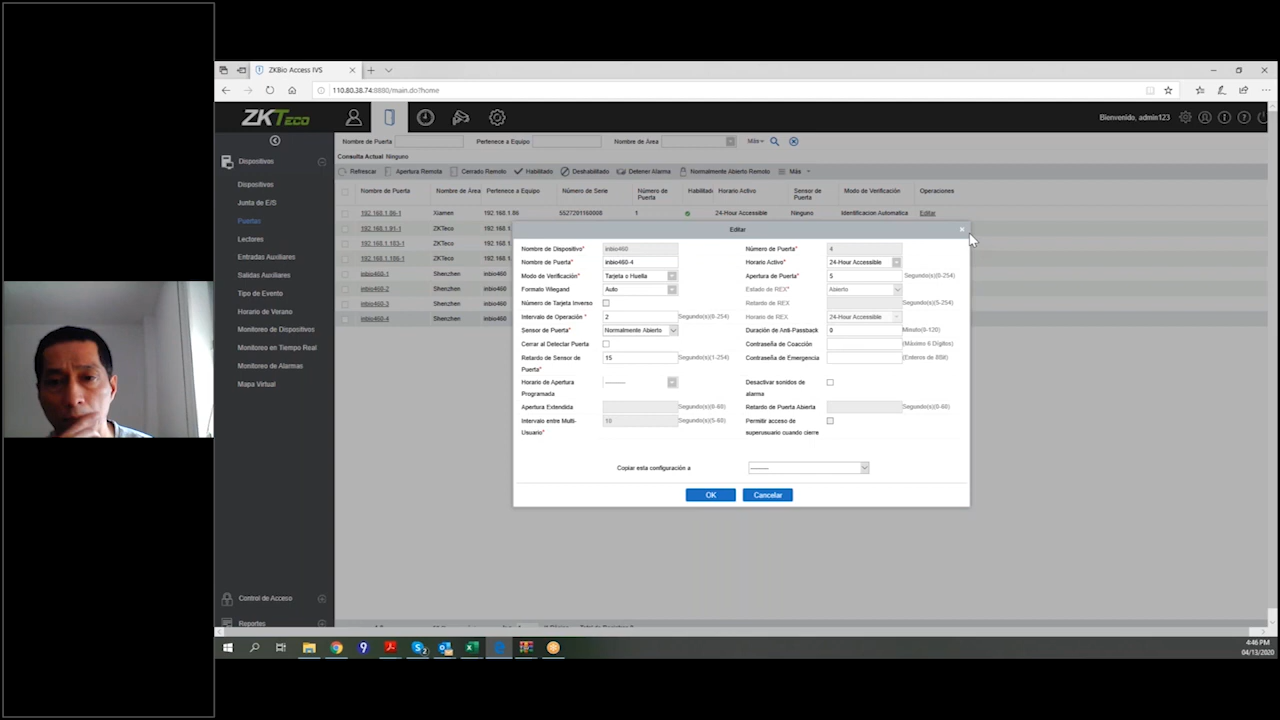 ZKBio Access IVS
110.80.38.74:8880/main.do?home
ZKTeco
Bienvenido, admin123
Nombre de Puerta
Pertenece a Equipo
Nombre de Área
Más
Consulta Actual Ninguno
Refrescar
Apertura Remota
Cerrado Remoto
Habilitado
Deshabilitado
Detener Alarma
Normalmente Abierto Remoto
Más
Dispositivos
Dispositivos
Junta de E/S
Puertas
Lectores
Entradas Auxiliares
Salidas Auxiliares
Tipo de Evento
Horario de Verano
Monitoreo de Dispositivos
Monitoreo en Tiempo Real
Monitoreo de Alarmas
Mapa Virtual
Control de Acceso
Reportes
Nombre de Puerta Nombre de Área Pertenece a Equipo Número de Serie Número de Puerta Habilitad Horario Activo Sensor de Puerta Modo de Verificación Operaciones
192.168.1.86-1 Xiamen 192.168.1.86 5527201160008 1 24-Hour Accessible Ninguno Identificacion Automatica Editar
192.168.1.91-1 ZKTeco 192.168.1
192.168.1.163-1 ZKTeco 192.168.1
ZKTeco 192.168.1
inbio460-1 Shenzhen inbio460
inbio460-2 Shenzhen inbio460
inbio460-3 Shenzhen inbio460
inbio460-4 Shenzhen inbio460
Editar
Nombre de Dispositivo* inbio460 Número de Puerta* 4
Nombre de Puerta* inbio460-4 Horario Activo* 24-Hour Accessible
Modo de Verificación* Tarjeta o Huella Apertura de Puerta* 5 Segundo(s)(0-254)
Formato Wiegand Auto Estado de REX* Abierto
Número de Tarjeta Inverso Retardo de REX Segundo(s)(5-254)
Intervalo de Operación * 2 Segundo(s)(0-254) Horario de REX 24-Hour Accessible
Sensor de Puerta* Normalmente Abierto Duración de Anti-Passback 0 Minuto(0-120)
Cerrar al Detectar Puerta Contraseña de Coacción (Máximo 6 Dígitos)
Retardo de Sensor de Puerta* 15 Segundo(s)(1-254) Contraseña de Emergencia
Horario de Apertura Programada --------- Desactivar sonidos de alarma
Apertura Extendida Segundo(s)(0-60) Retardo de Puerta Abierta Segundo(s)(0-60)
Intervalo entre Multi-Usuario* 10 Segundo(s)(5-60) Permitir acceso de superusuario cuando cierre
Copiar esta configuración a ---------
OK Cancelar
4:46 PM
04/13/2020